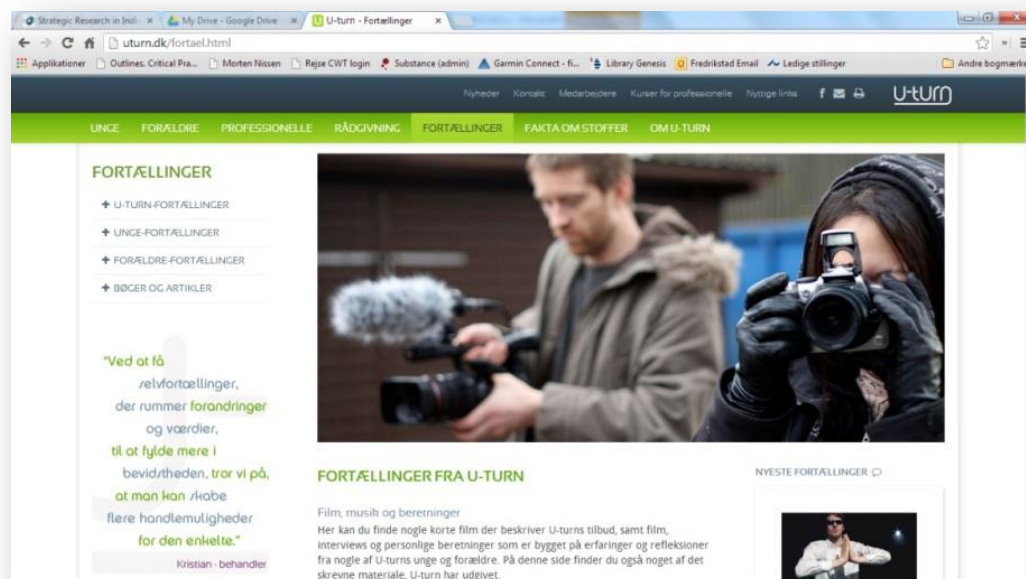 Strategic Research in Indi
My Drive - Google Drive
U-turn - Fortællinger
uturn.dk/fortael.html
Applikationer
Outlines. Critical Pra...
Morten Nissen
Rejse CWT login
Substance (admin)
Garmin Connect - fi...
Library Genesis
Fredrikstad Email
Ledige stillinger
Andre bogmærke
Nyheder
Kontakt
Medarbejdere
Kurser for professionelle
Nyttige links
U-turn
UNGE
FORÆLDRE
PROFESSIONELLE
RÅDGIVNING
FORTÆLLINGER
FAKTA OM STOFFER
OM U-TURN
FORTÆLLINGER
+ U-TURN-FORTÆLLINGER
+ UNGE-FORTÆLLINGER
+ FORÆLDRE-FORTÆLLINGER
+ BØGER OG ARTIKLER
"Ved at få
selvfortællinger,
der rummer forandringer
og værdier,
til at fylde mere i
bevidstheden, tror vi på,
at man kan skabe
flere handlemuligheder
for den enkelte."
Kristian - behandler
FORTÆLLINGER FRA U-TURN
Film, musik og beretninger
Her kan du finde nogle korte film der beskriver U-turns tilbud, samt film,
interviews og personlige beretninger som er bygget på erfaringer og refleksioner
fra nogle af U-turns unge og forældre. På denne side finder du også noget af det
skrevne materiale, U-turn har udgivet.
NYESTE FORTÆLLINGER